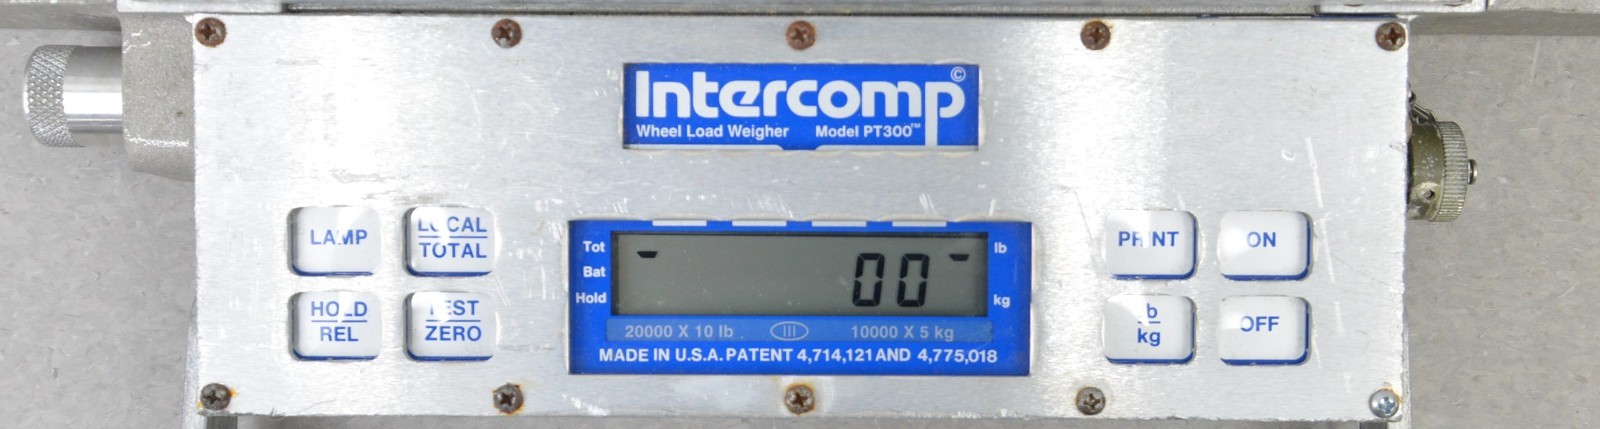 Intercomp©
Wheel Load Weigher Model PT300™
LAMP
LOCAL
TOTAL
HOLD
REL
TEST
ZERO
Tot
Bat
Hold
00
lb
kg
20000 X 10 lb III 10000 X 5 kg
MADE IN U.S.A. PATENT 4,714,121 AND 4,775,018
PRINT
ON
lb
kg
OFF